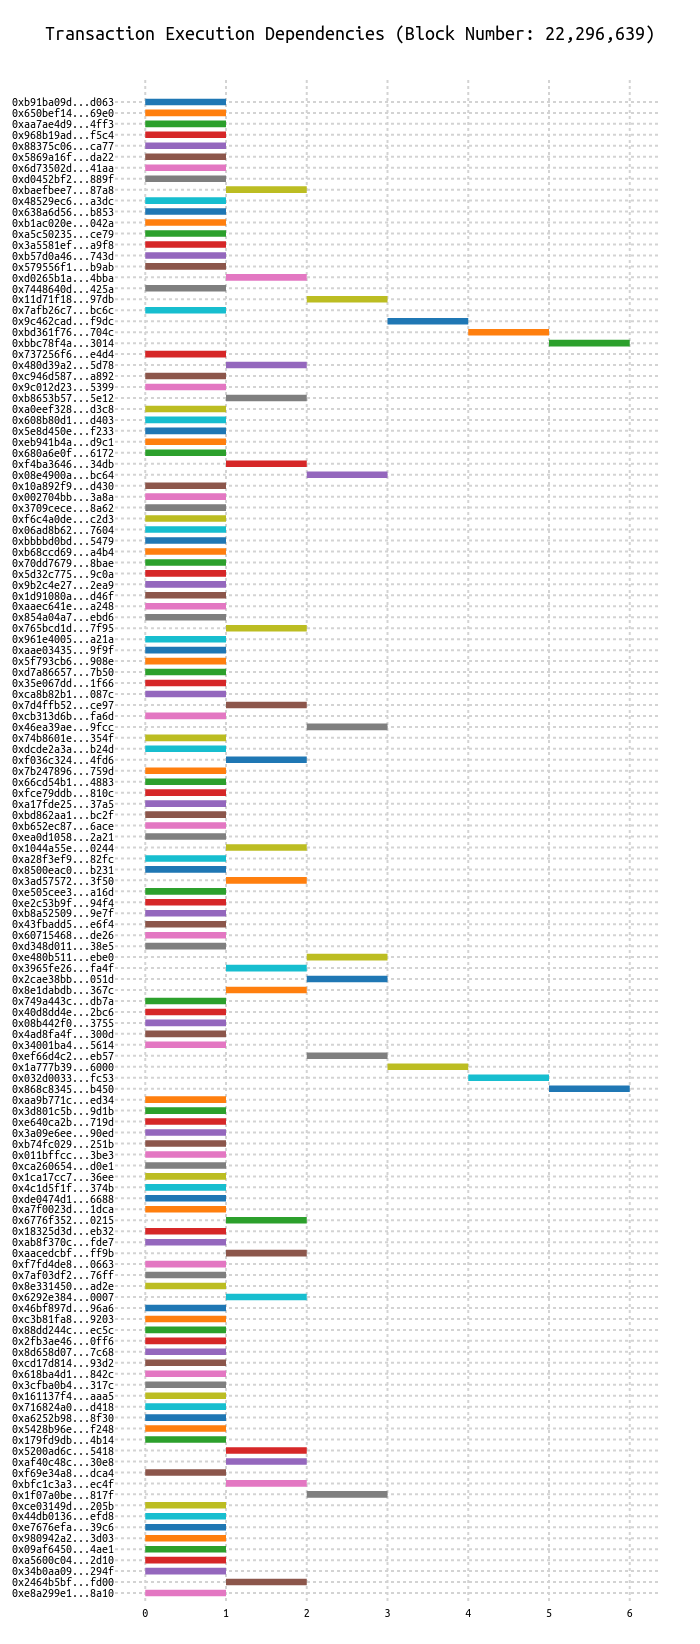 Transaction Execution Dependencies (Block Number: 22,296,639)
0xb91ba09d...d063
0x650bef14...69e0
0xaa7ae4d9...4ff3
0x968b19ad...f5c4
0x88375c06...ca77
0x5869a16f...da22
0x6d73502d...41aa
0xd0452bf2...889f
0xbaefbee7...87a8
0x48529ec6...a3dc
0x638a6d56...b853
0xb1ac020e...042a
0xa5c50235...ce79
0x3a5581ef...a9f8
0xb57d0a46...743d
0x579556f1...b9ab
0xd0265b1a...4bba
0x7448640d...425a
0x11d71f18...97db
0x7afb26c7...bc6c
0x9c462cad...f9dc
0xbd361f76...704c
0xbbc78f4a...3014
0x737256f6...e4d4
0x480d39a2...5d78
0xc946d587...a892
0x9c012d23...5399
0xb8653b57...5e12
0xa0eef328...d3c8
0x608b80d1...d403
0x5e8d450e...f233
0xeb941b4a...d9c1
0x680a6e0f...6172
0xf4ba3646...34db
0x08e4900a...bc64
0x10a892f9...d430
0x002704bb...3a8a
0x3709cece...8a62
0xf6c4a0de...c2d3
0x06ad8b62...7604
0xbbbbd0bd...5479
0xb68ccd69...a4b4
0x70dd7679...8bae
0x5d32c775...9c0a
0x9b2c4e27...2ea9
0x1d91080a...d46f
0xaaec641e...a248
0x854a04a7...ebd6
0x765bcd1d...7f95
0x961e4005...a21a
0xaae03435...9f9f
0x5f793cb6...908e
0xd7a86657...7b50
0x35e067dd...1f66
0xca8b82b1...087c
0x7d4ffb52...ce97
0xcb313d6b...fa6d
0x46ea39ae...9fcc
0x74b8601e...354f
0xdcde2a3a...b24d
0xf036c324...4fd6
0x7b247896...759d
0x66cd54b1...4883
0xfce79ddb...810c
0xa17fde25...37a5
0xbd862aa1...bc2f
0xb652ec87...6ace
0xea0d1058...2a21
0x1044a55e...0244
0xa28f3ef9...82fc
0x8500eac0...b231
0x3ad57572...3f50
0xe505cee3...a16d
0xe2c53b9f...94f4
0xb8a52509...9e7f
0x43fbadd5...e6f4
0x60715468...de26
0xd348d011...38e5
0xe480b511...ebe0
0x3965fe26...fa4f
0x2cae38bb...051d
0x8e1dabdb...367c
0x749a443c...db7a
0x40d8dd4e...2bc6
0x08b442f0...3755
0x4ad8fa4f...300d
0x34001ba4...5614
0xef66d4c2...eb57
0x1a777b39...6000
0x032d0033...fc53
0x868c8345...b450
0xaa9b771c...ed34
0x3d801c5b...9d1b
0xe640ca2b...719d
0x3a09e6ee...90ed
0xb74fc029...251b
0x011bffcc...3be3
0xca260654...d0e1
0x1ca17cc7...36ee
0x4c1d5f1f...374b
0xde0474d1...6688
0xa7f0023d...1dca
0x6776f352...0215
0x18325d3d...eb32
0xab8f370c...fde7
0xaacedcbf...ff9b
0xf7fd4de8...0663
0x7af03df2...76ff
0x8e331450...ad2e
0x6292e384...0007
0x46bf897d...96a6
0xc3b81fa8...9203
0x88dd244c...ec5c
0x2fb3ae46...0ff6
0x8d658d07...7c68
0xcd17d814...93d2
0x618ba4d1...842c
0x3cfba0b4...317c
0x161137f4...aaa5
0x716824a0...d418
0xa6252b98...8f30
0x5428b96e...f248
0x179fd9db...4b14
0x5200ad6c...5418
0xaf40c48c...30e8
0xf69e34a8...dca4
0xbfc1c3a3...ec4f
0x1f07a0be...817f
0xce03149d...205b
0x44db0136...efd8
0xe7676efa...39c6
0x980942a2...3d03
0x09af6450...4ae1
0xa5600c04...2d10
0x34b0aa09...294f
0x2464b5bf...fd00
0xe8a299e1...8a10
0 1 2 3 4 5 6